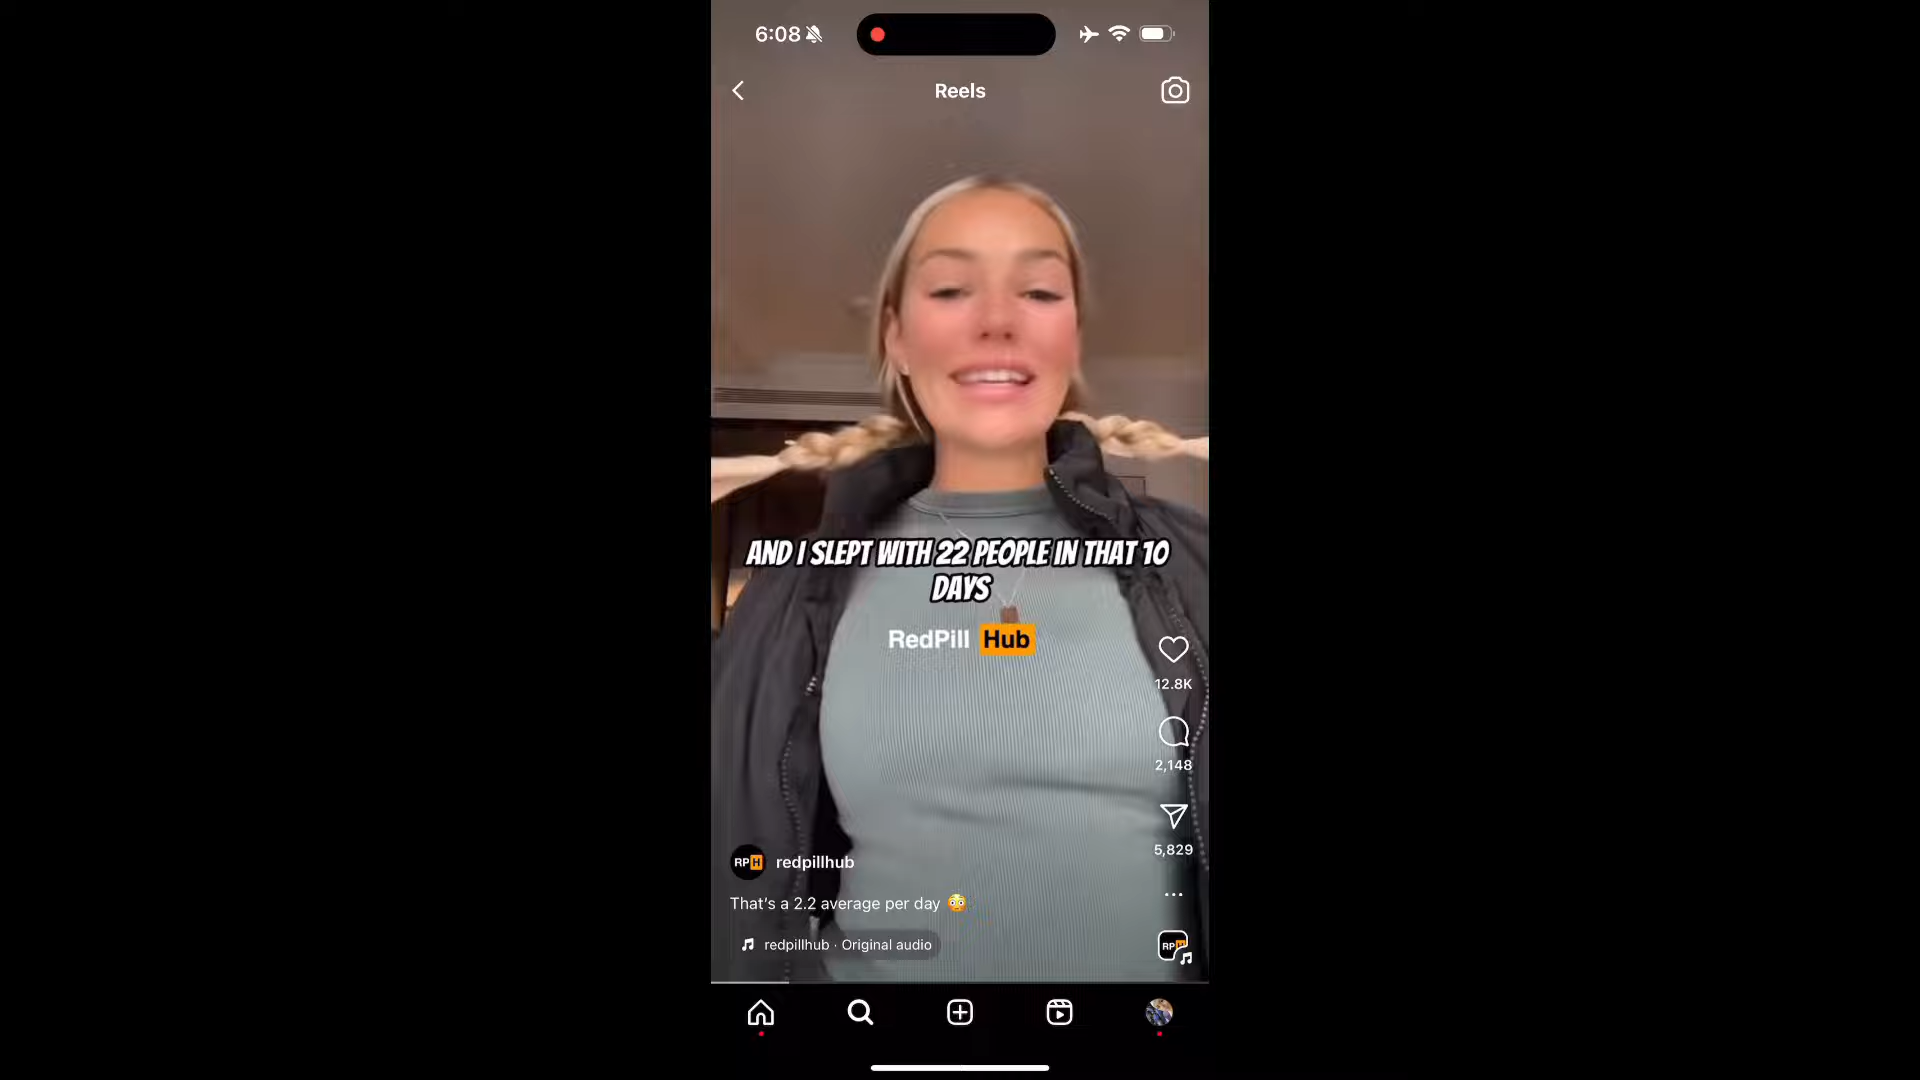 6:08
Reels
AND I SLEPT WITH 22 PEOPLE IN THAT 10
DAYS
RedPill Hub
12.8K
2,148
5,829
RPH redpillhub
That's a 2.2 average per day 😳
redpillhub · Original audio
RPH